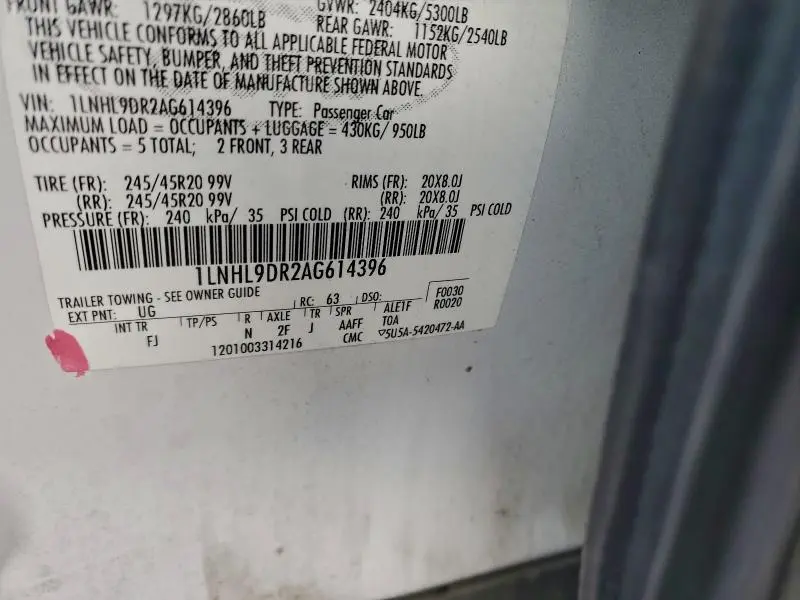 FRONT GAWR: 1297KG/2860LB GVWR: 2404KG/5300LB
REAR GAWR: 1152KG/2540LB
THIS VEHICLE CONFORMS TO ALL APPLICABLE FEDERAL MOTOR
VEHICLE SAFETY, BUMPER, AND THEFT PREVENTION STANDARDS
IN EFFECT ON THE DATE OF MANUFACTURE SHOWN ABOVE.
VIN: 1LNHL9DR2AG614396 TYPE: Passenger Car
MAXIMUM LOAD = OCCUPANTS + LUGGAGE = 430KG/ 950LB
OCCUPANTS = 5 TOTAL; 2 FRONT, 3 REAR
TIRE (FR): 245/45R20 99V RIMS (FR): 20X8.0J
(RR): 245/45R20 99V (RR): 20X8.0J
PRESSURE (FR): 240 kPa/ 35 PSI COLD (RR): 240 kPa/ 35 PSI COLD
1LNHL9DR2AG614396
TRAILER TOWING - SEE OWNER GUIDE
EXT PNT: UG RC: 63 DSO: F0030
R0020
INT TR TP/PS R AXLE TR SPR ALE1F
FJ N 2F J AAFF TOA
1201003314216 CMC ▽5U5A-5420472-AA